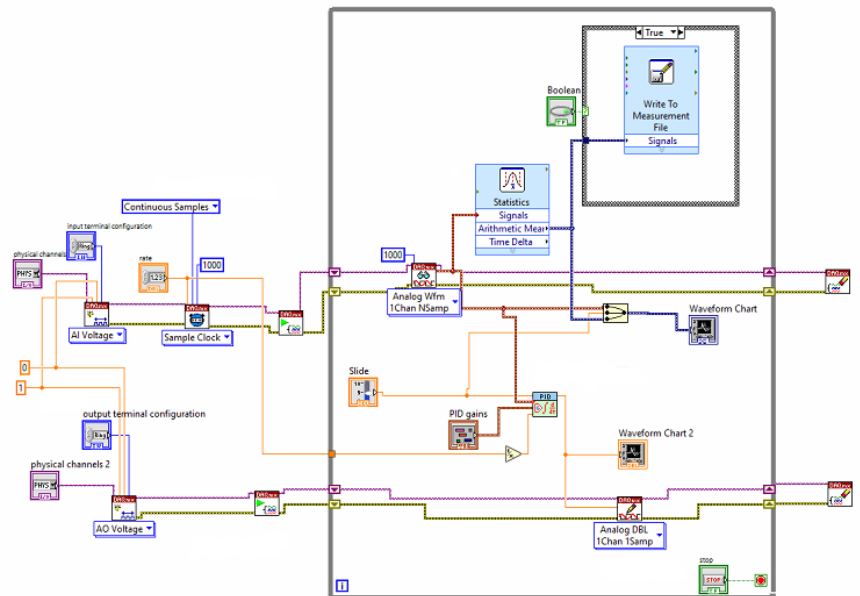 True
Boolean
Write To
Measurement
File
Signals
Continuous Samples
Statistics
Signals
Arithmetic Mear
Time Delta
input terminal configuration
physical channels
rate
1.23
1000
1000
Analog Wfm
1Chan NSamp
AI Voltage
Sample Clock
Waveform Chart
Slide
0
1
PID
output terminal configuration
PID gains
Waveform Chart 2
physical channels 2
AO Voltage
Analog DBL
1Chan 1Samp
stop
STOP
i